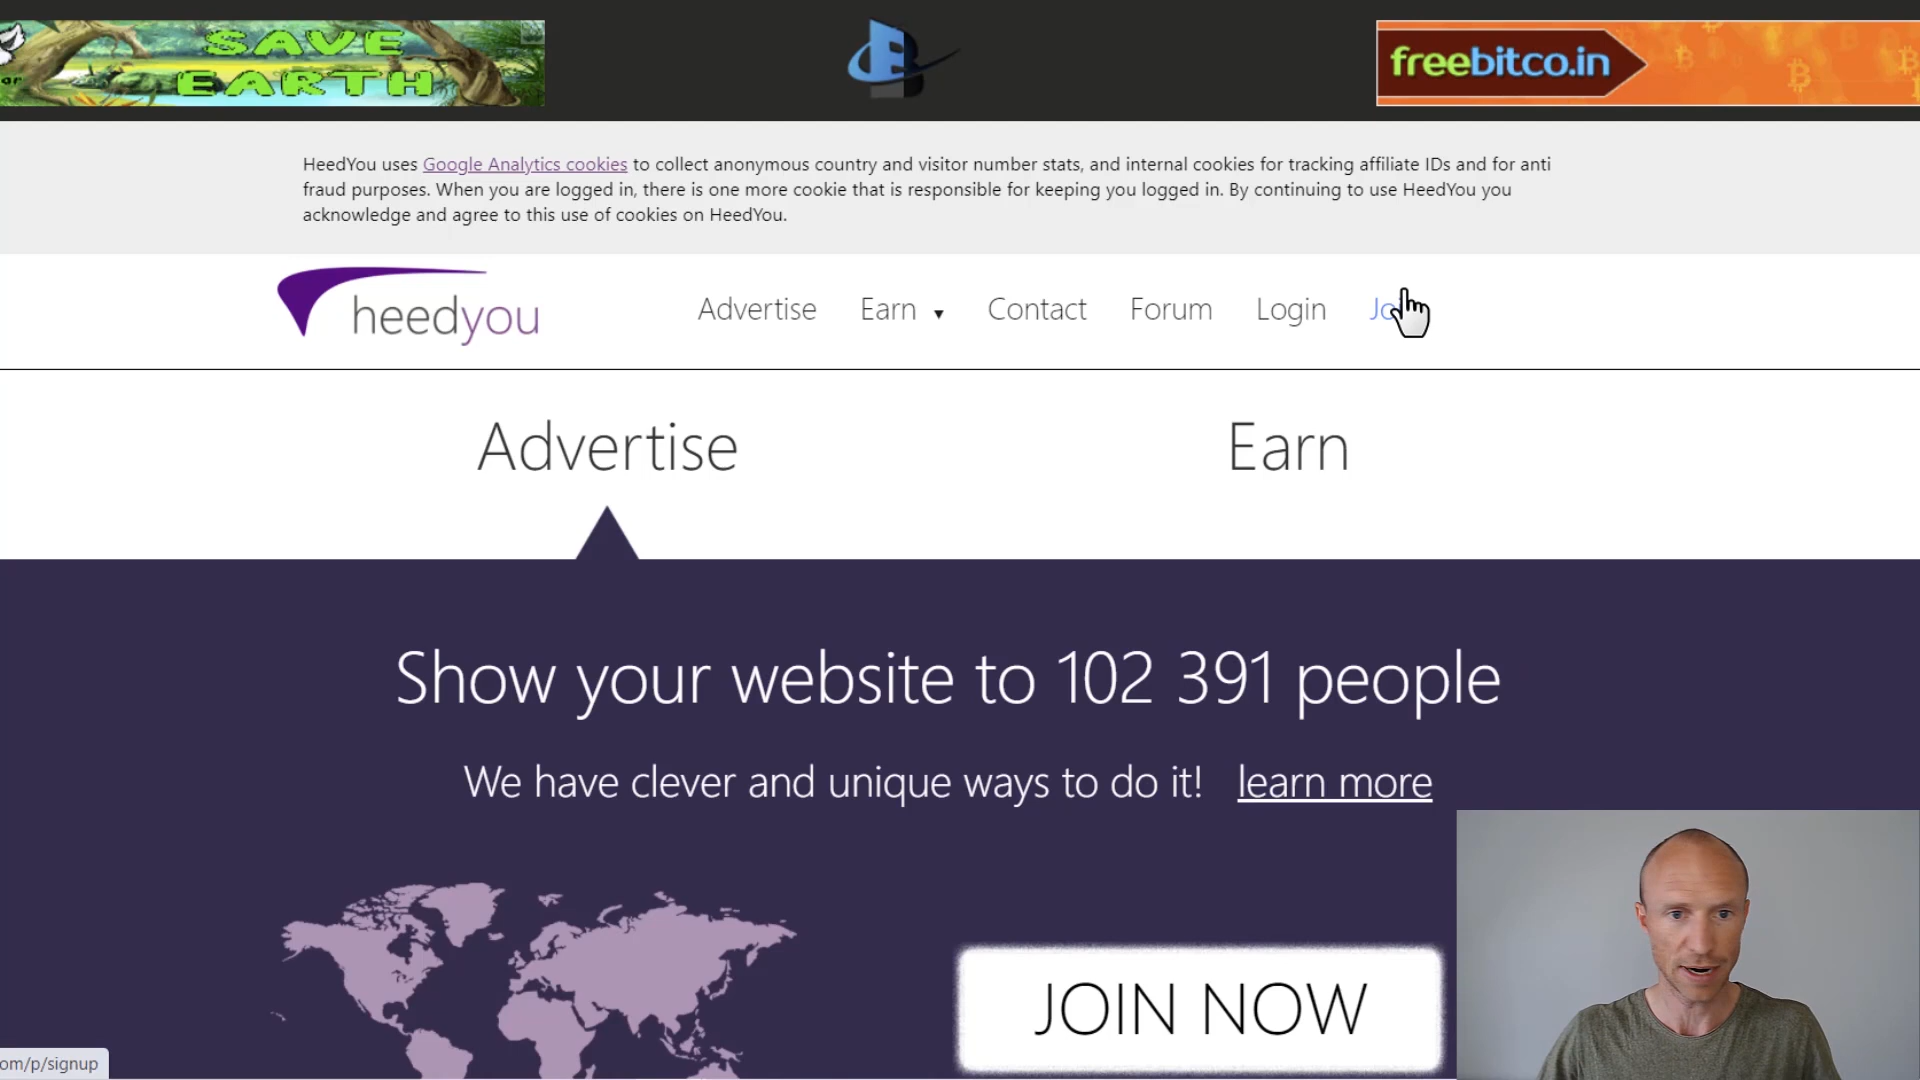 SAVE
EARTH
freebitco.in
HeedYou uses Google Analytics cookies to collect anonymous country and visitor number stats, and internal cookies for tracking affiliate IDs and for anti
fraud purposes. When you are logged in, there is one more cookie that is responsible for keeping you logged in. By continuing to use HeedYou you
acknowledge and agree to this use of cookies on HeedYou.
heedyou
Advertise Earn ▼ Contact Forum Login
Advertise Earn
Show your website to 102 391 people
We have clever and unique ways to do it! learn more
JOIN NOW
om/p/signup